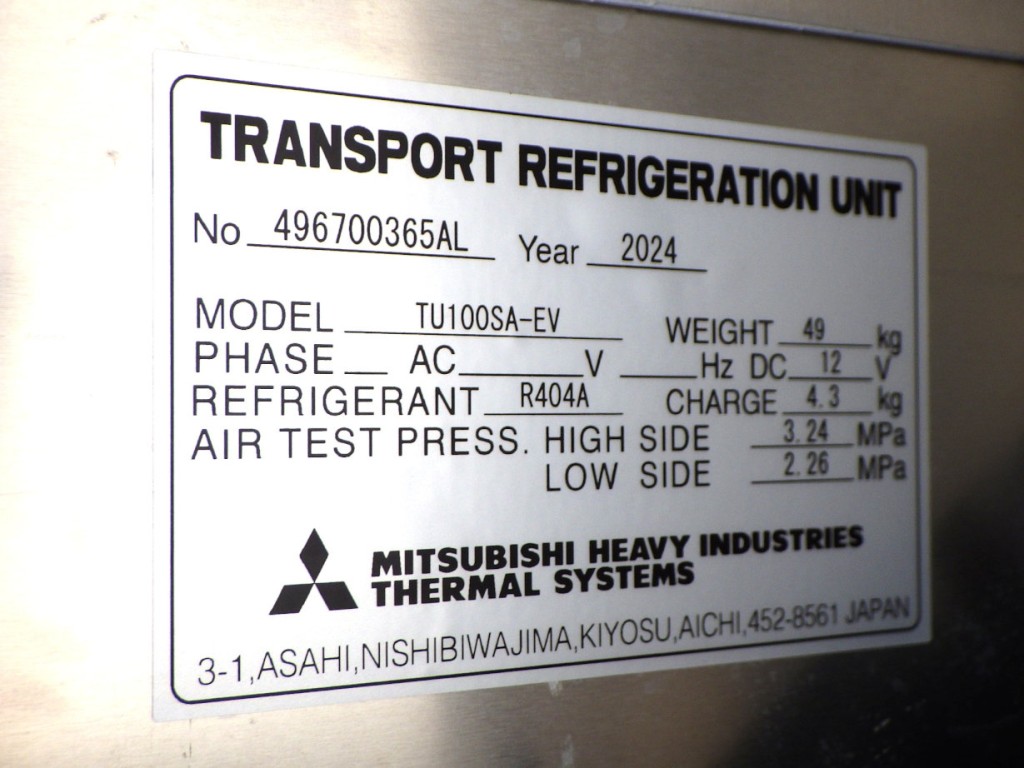 TRANSPORT REFRIGERATION UNIT
No 496700365AL Year 2024
MODEL TU100SA-EV WEIGHT 49 kg
PHASE AC V Hz DC 12 V
REFRIGERANT R404A CHARGE 4.3 kg
AIR TEST PRESS. HIGH SIDE 3.24 MPa
LOW SIDE 2.26 MPa
MITSUBISHI HEAVY INDUSTRIES
THERMAL SYSTEMS
3-1,ASAHI,NISHIBIWAJIMA,KIYOSU,AICHI,452-8561 JAPAN